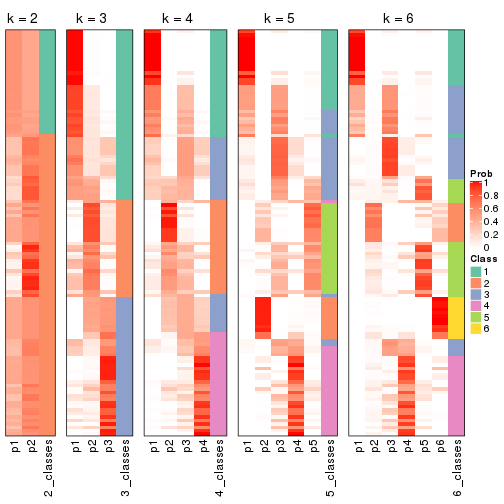 k = 2
k = 3
k = 4
k = 5
k = 6
Prob
1
0.8
0.6
0.4
0.2
0
Class
1
2
3
4
5
6
p1
p2
2_classes
p1
p2
p3
3_classes
p1
p2
p3
p4
4_classes
p1
p2
p3
p4
p5
5_classes
p1
p2
p3
p4
p5
p6
6_classes